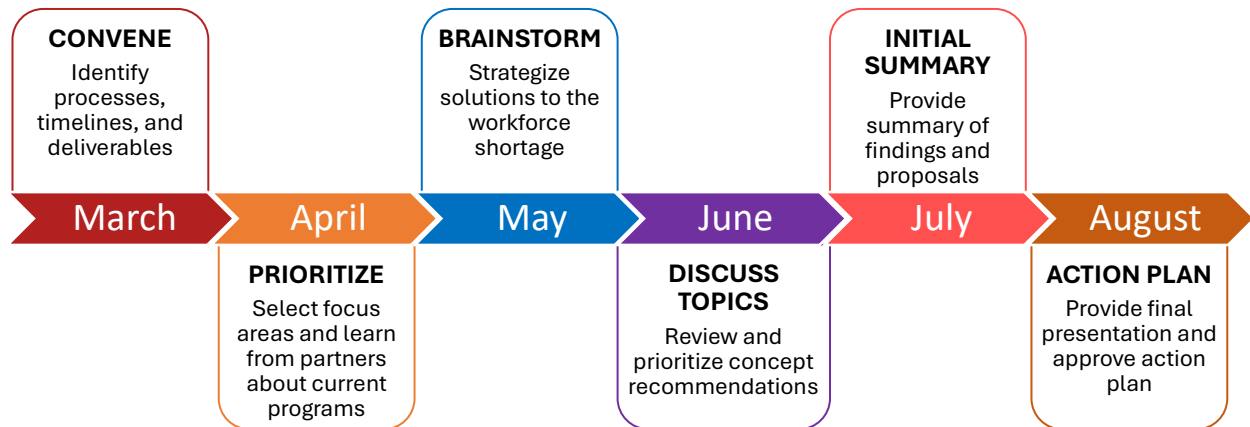 CONVENE
Identify
processes,
timelines, and
deliverables
BRAINSTORM
Strategize
solutions to the
workforce
shortage
INITIAL
SUMMARY
Provide
summary of
findings and
proposals
March
April
May
June
July
August
PRIORITIZE
Select focus
areas and learn
from partners
about current
programs
DISCUSS
TOPICS
Review and
prioritize concept
recommendations
ACTION PLAN
Provide final
presentation and
approve action
plan